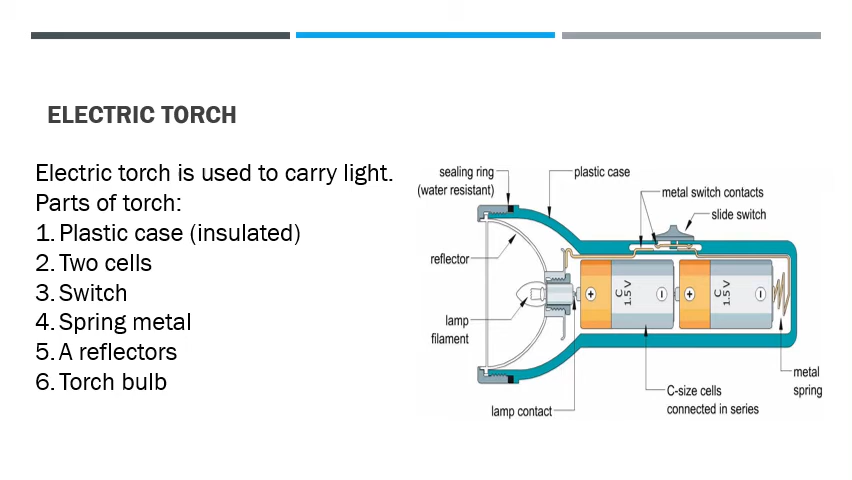 ELECTRIC TORCH
Electric torch is used to carry light.
Parts of torch:
1. Plastic case (insulated)
2. Two cells
3. Switch
4. Spring metal
5. A reflectors
6. Torch bulb
sealing ring
(water resistant)
plastic case
metal switch contacts
slide switch
reflector
lamp
filament
lamp contact
C-size cells
connected in series
metal
spring
+
C
1.5 V
−
+
C
1.5 V
−